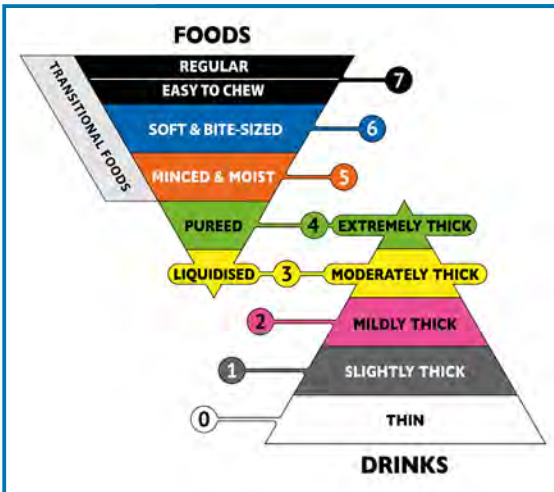 FOODS
TRANSITIONAL FOODS
REGULAR
EASY TO CHEW
7
SOFT & BITE-SIZED
6
MINCED & MOIST
5
PUREED
4
EXTREMELY THICK
LIQUIDISED
3
MODERATELY THICK
2
MILDLY THICK
1
SLIGHTLY THICK
0
THIN
DRINKS